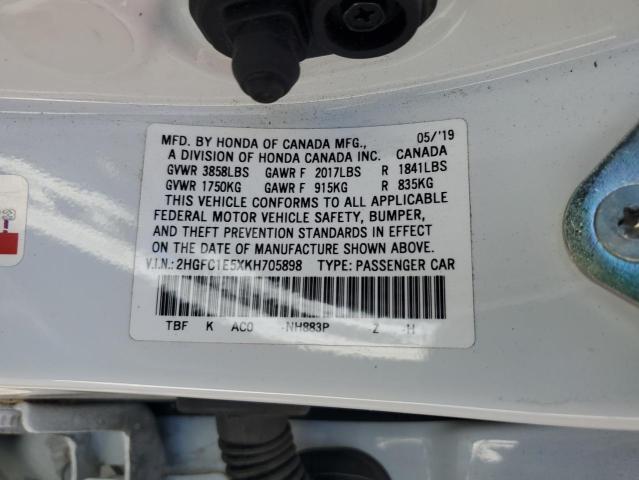 MFD. BY HONDA OF CANADA MFG., 05/'19
A DIVISION OF HONDA CANADA INC. CANADA
GVWR 3858LBS GAWR F 2017LBS R 1841LBS
GVWR 1750KG GAWR F 915KG R 835KG
THIS VEHICLE CONFORMS TO ALL APPLICABLE
FEDERAL MOTOR VEHICLE SAFETY, BUMPER,
AND THEFT PREVENTION STANDARDS IN EFFECT
ON THE DATE OF MANUFACTURE SHOWN ABOVE.
V.I.N.: 2HGFC1E5XKH705898 TYPE: PASSENGER CAR
TBF K AC0 -NH883P Z -H